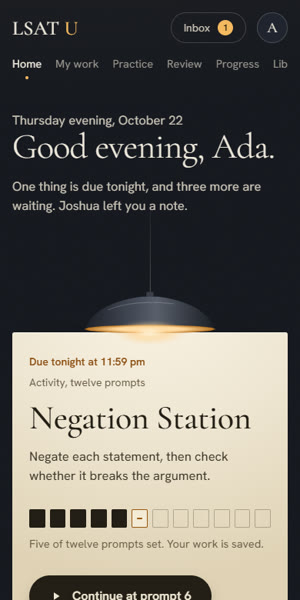 LSAT U
Inbox 1
A
Home My work Practice Review Progress Lib
Thursday evening, October 22
Good evening, Ada.
One thing is due tonight, and three more are
waiting. Joshua left you a note.
Due tonight at 11:59 pm
Activity, twelve prompts
Negation Station
Negate each statement, then check
whether it breaks the argument.
Five of twelve prompts set. Your work is saved.
Continue at prompt 6